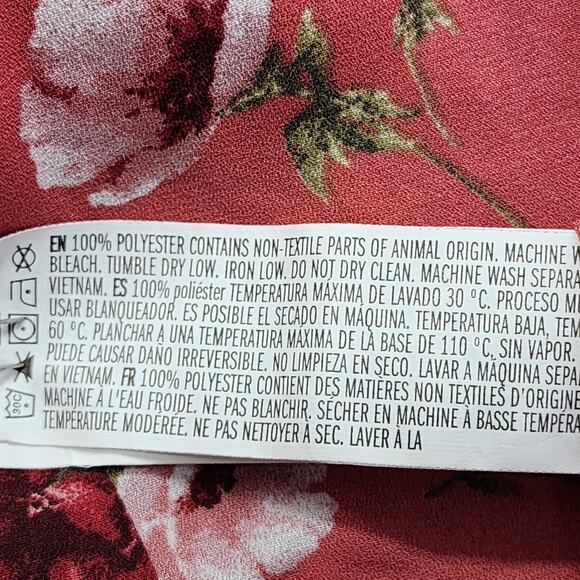 EN 100% POLYESTER CONTAINS NON-TEXTILE PARTS OF ANIMAL ORIGIN. MACHINE W
BLEACH. TUMBLE DRY LOW. IRON LOW. DO NOT DRY CLEAN. MACHINE WASH SEPARA
VIETNAM. ES 100% poliéster TEMPERATURA MÁXIMA DE LAVADO 30 ºC. PROCESO M
USAR BLANQUEADOR. ES POSIBLE EL SECADO EN MÁQUINA. TEMPERATURA BAJA, TEM
60 ºC. PLANCHAR A UNA TEMPERATURA MÁXIMA DE LA BASE DE 110 ºC, SIN VAPOR.
PUEDE CAUSAR DAÑO IRREVERSIBLE. NO LIMPIEZA EN SECO. LAVAR A MÁQUINA SEPA
EN VIETNAM. FR 100% POLYESTER CONTIENT DES MATIÈRES NON TEXTILES D'ORIGINE
MACHINE À L'EAU FROIDE. NE PAS BLANCHIR. SÉCHER EN MACHINE À BASSE TEMPÉRA
TEMPÉRATURE MODÉRÉE. NE PAS NETTOYER À SEC. LAVER À LA
30°C